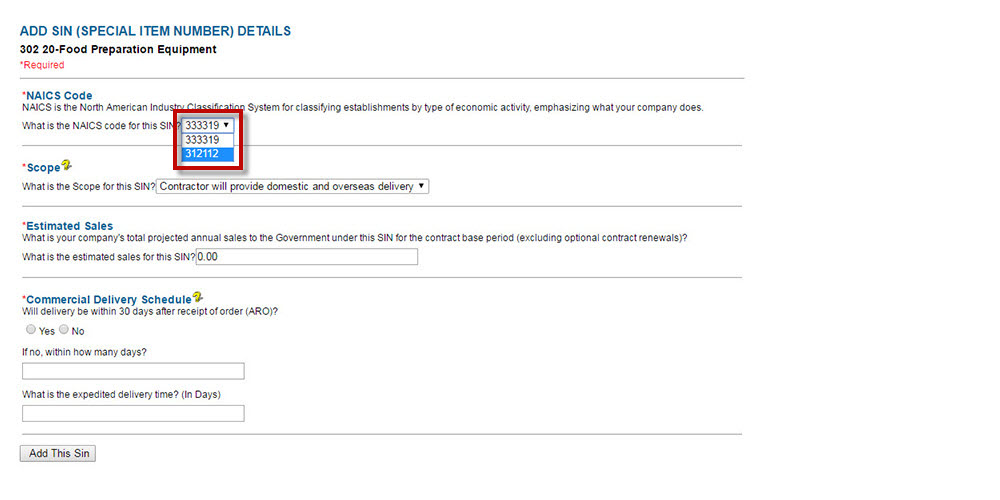 ADD SIN (SPECIAL ITEM NUMBER) DETAILS
302 20-Food Preparation Equipment
*Required
*NAICS Code
NAICS is the North American Industry Classification System for classifying establishments by type of economic activity, emphasizing what your company does.
What is the NAICS code for this SIN? 333319
333319
312112
*Scope
What is the Scope for this SIN? Contractor will provide domestic and overseas delivery
*Estimated Sales
What is your company's total projected annual sales to the Government under this SIN for the contract base period (excluding optional contract renewals)?
What is the estimated sales for this SIN? 0.00
*Commercial Delivery Schedule
Will delivery be within 30 days after receipt of order (ARO)?
Yes No
If no, within how many days?
What is the expedited delivery time? (In Days)
Add This Sin